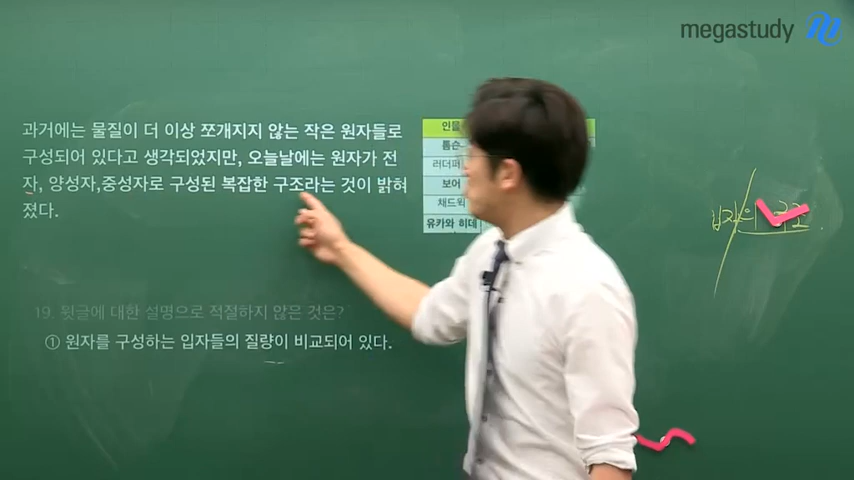 megastudy
과거에는 물질이 더 이상 쪼개지지 않는 작은 원자들로
구성되어 있다고 생각되었지만, 오늘날에는 원자가 전
자, 양성자,중성자로 구성된 복잡한 구조라는 것이 밝혀
졌다.
인물
톰슨
러더퍼
보어
채드윅
유카와 히데
19. 윗글에 대한 설명으로 적절하지 않은 것은?
① 원자를 구성하는 입자들의 질량이 비교되어 있다.